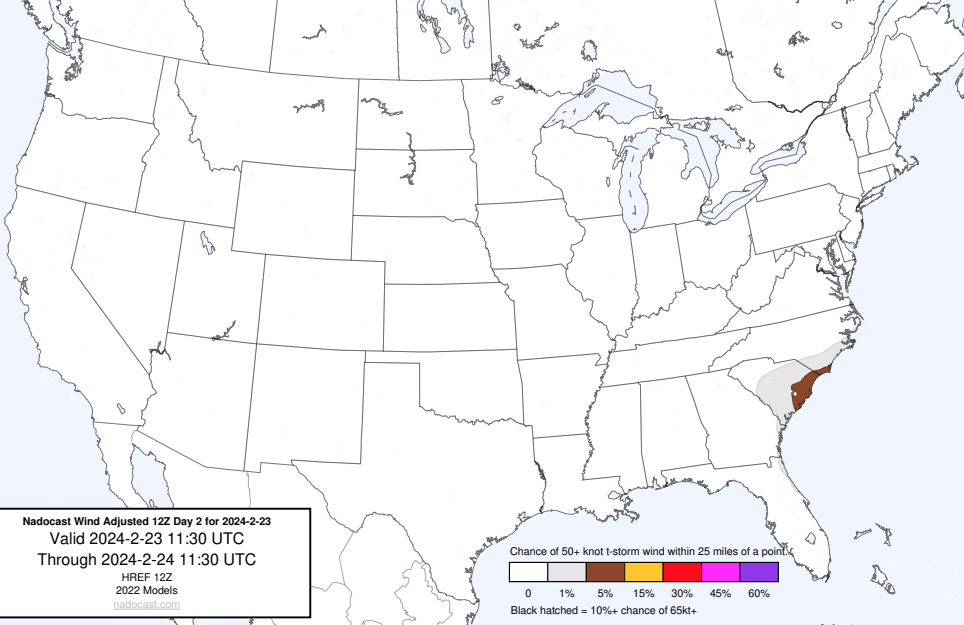 Nadocast Wind Adjusted 12Z Day 2 for 2024-2-23
Valid 2024-2-23 11:30 UTC
Through 2024-2-24 11:30 UTC
HREF 12Z
2022 Models
nadocast.com
Chance of 50+ knot t-storm wind within 25 miles of a point.
0 1% 5% 15% 30% 45% 60%
Black hatched = 10%+ chance of 65kt+